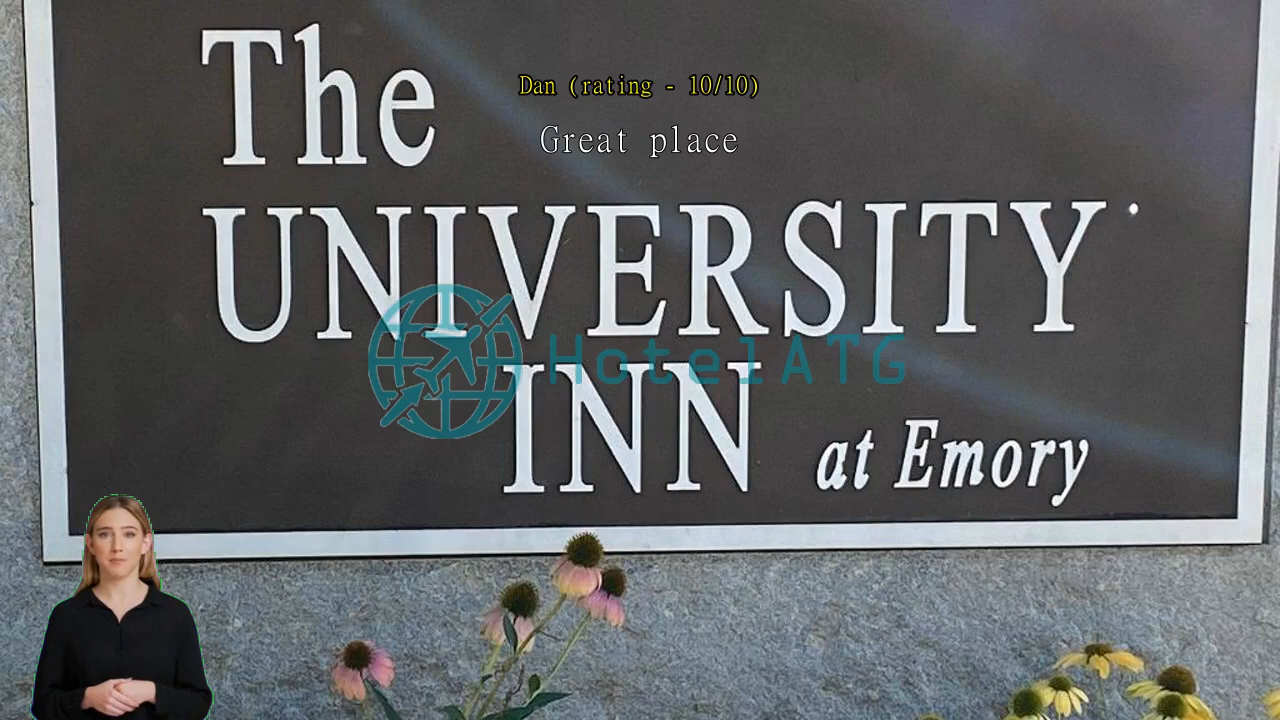 The
Dan (rating - 10/10)
Great place
UNIVERSITY
INN at Emory
HotelATG